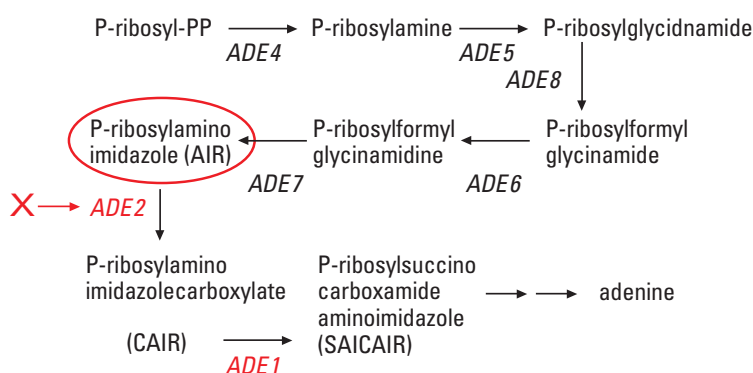 P-ribosyl-PP
ADE4
P-ribosylamine
ADE5
P-ribosylglycidnamide
ADE8
P-ribosylamino
imidazole (AIR)
P-ribosylformyl
glycinamidine
P-ribosylformyl
glycinamide
ADE7
ADE6
X
ADE2
P-ribosylamino
imidazolecarboxylate
(CAIR)
ADE1
P-ribosylsuccino
carboxamide
aminoimidazole
(SAICAIR)
adenine